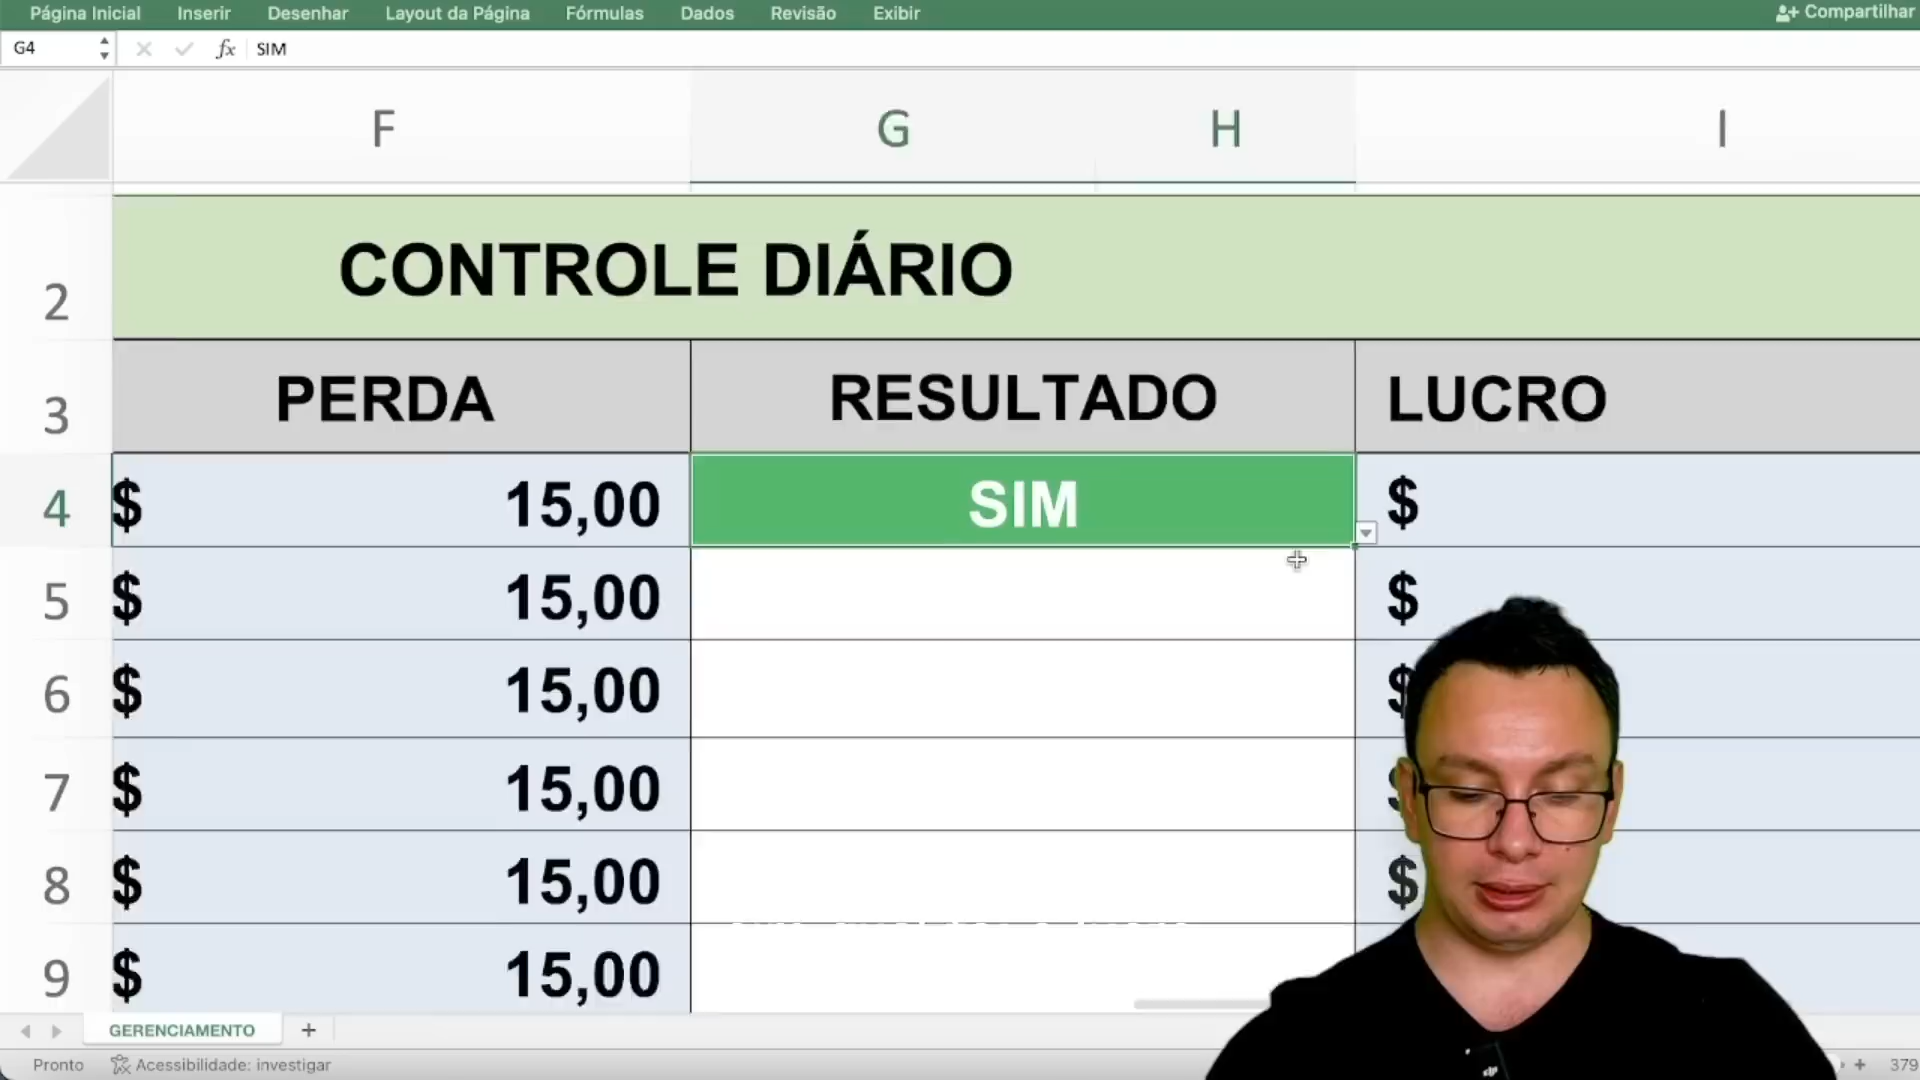 Página Inicial Inserir Desenhar Layout da Página Fórmulas Dados Revisão Exibir Compartilhar
G4 fx SIM
F G H I
2 CONTROLE DIÁRIO
3 PERDA RESULTADO LUCRO
4 $ 15,00 SIM $
5 $ 15,00 $
6 $ 15,00 $
7 $ 15,00 $
8 $ 15,00 $
9 $ 15,00
GERENCIAMENTO +
Pronto Acessibilidade: investigar + 379